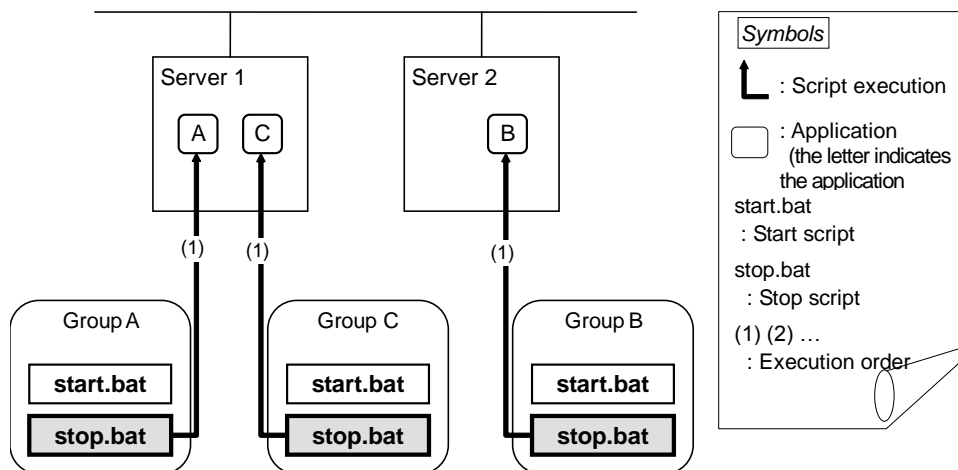 Server 1
A
C
Server 2
B
(1)
(1)
(1)
Group A
start.bat
stop.bat
Group C
start.bat
stop.bat
Group B
start.bat
stop.bat
Symbols
: Script execution
: Application
(the letter indicates
the application
start.bat
: Start script
stop.bat
: Stop script
(1) (2) …
: Execution order